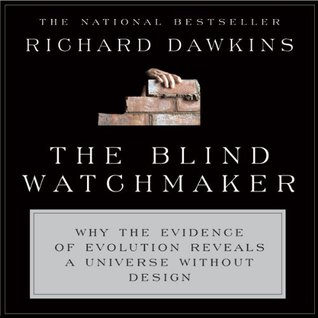 THE NATIONAL BESTSELLER
RICHARD DAWKINS
THE BLIND
WATCHMAKER
WHY THE EVIDENCE
OF EVOLUTION REVEALS
A UNIVERSE WITHOUT
DESIGN